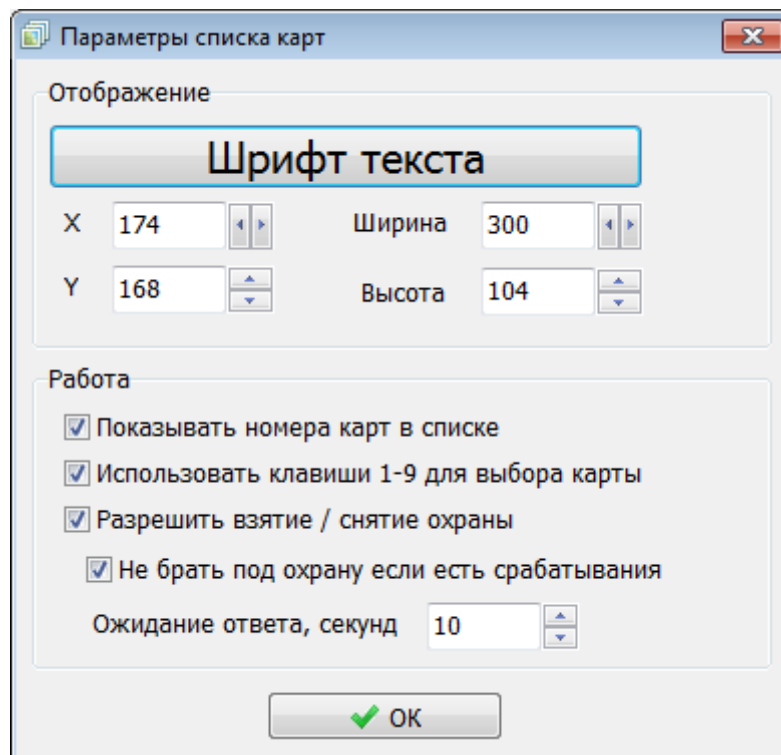 Параметры списка карт
Отображение
Шрифт текста
X 174 Ширина 300
Y 168 Высота 104
Работа
Показывать номера карт в списке
Использовать клавиши 1-9 для выбора карты
Разрешить взятие / снятие охраны
Не брать под охрану если есть срабатывания
Ожидание ответа, секунд 10
ОК